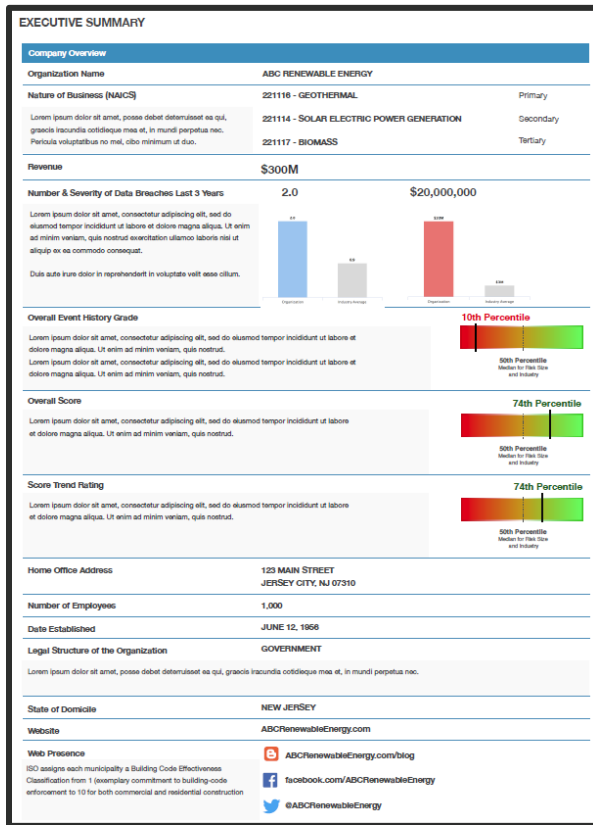 EXECUTIVE SUMMARY
Company Overview
Organization Name
ABC RENEWABLE ENERGY
Nature of Business (NAICS)
221116 - GEOTHERMAL
Primary
Lorem ipsum dolor sit amet, posse debet deterruisset ea qui,
graecis iracundia cotidieque mea et, in mundi perpetua nec.
Pericula voluptatibus no mel, cibo minimum ut duo.
221114 - SOLAR ELECTRIC POWER GENERATION
Secondary
221117 - BIOMASS
Tertiary
Revenue
$300M
Number & Severity of Data Breaches Last 3 Years
2.0
$20,000,000
Lorem ipsum dolor sit amet, consectetur adipiscing elit, sed do
eiusmod tempor incididunt ut labore et dolore magna aliqua. Ut enim
ad minim veniam, quis nostrud exercitation ullamco laboris nisi ut
aliquip ex ea commodo consequat.
Duis aute irure dolor in reprehenderit in voluptate velit esse cillum.
Organization
Industry Average
Organization
Industry Average
Overall Event History Grade
10th Percentile
Lorem ipsum dolor sit amet, consectetur adipiscing elit, sed do eiusmod tempor incididunt ut labore et
dolore magna aliqua. Ut enim ad minim veniam, quis nostrud.
Lorem ipsum dolor sit amet, consectetur adipiscing elit, sed do eiusmod tempor incididunt ut labore et
dolore magna aliqua. Ut enim ad minim veniam, quis nostrud.
50th Percentile
Median for Risk Size
and Industry
Overall Score
74th Percentile
Lorem ipsum dolor sit amet, consectetur adipiscing elit, sed do eiusmod tempor incididunt ut labore
et dolore magna aliqua. Ut enim ad minim veniam, quis nostrud.
50th Percentile
Median for Risk Size
and Industry
Score Trend Rating
74th Percentile
Lorem ipsum dolor sit amet, consectetur adipiscing elit, sed do eiusmod tempor incididunt ut labore
et dolore magna aliqua. Ut enim ad minim veniam, quis nostrud.
50th Percentile
Median for Risk Size
and Industry
Home Office Address
123 MAIN STREET
JERSEY CITY, NJ 07310
Number of Employees
1,000
Date Established
JUNE 12, 1956
Legal Structure of the Organization
GOVERNMENT
Lorem ipsum dolor sit amet, posse debet deterruisset ea qui, graecis iracundia cotidieque mea et, in mundi perpetua nec.
State of Domicile
NEW JERSEY
Website
ABCRenewableEnergy.com
Web Presence
ISO assigns each municipality a Building Code Effectiveness
Classification from 1 (exemplary commitment to building-code
enforcement to 10 for both commercial and residential construction
ABCRenewableEnergy.com/blog
facebook.com/ABCRenewableEnergy
@ABCRenewableEnergy